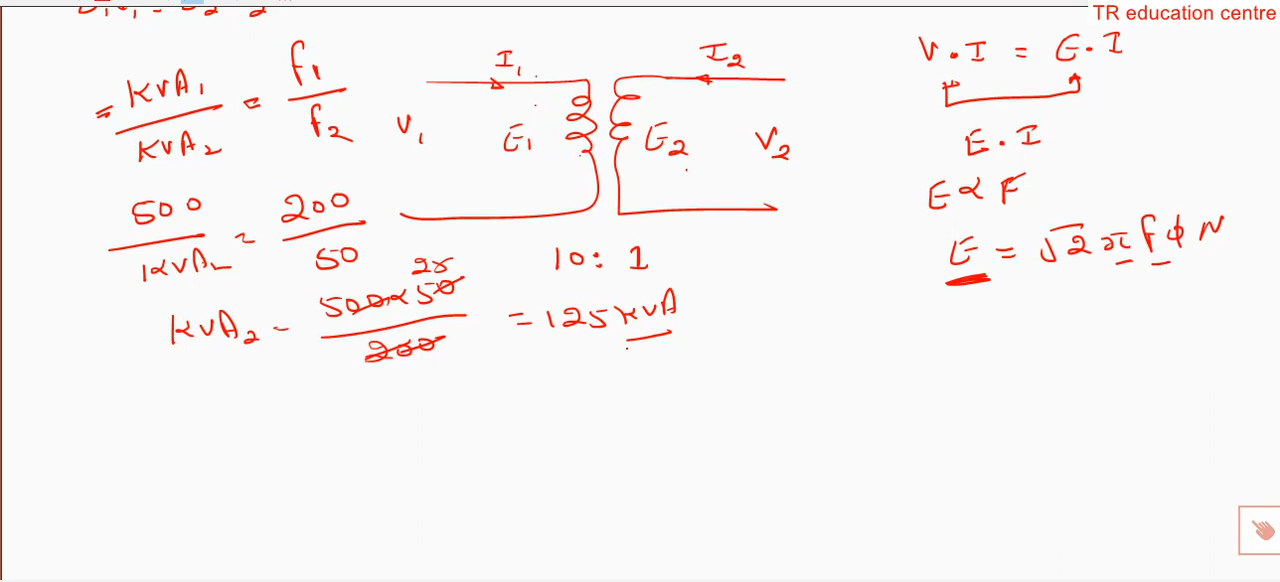 TR education centre
= KVA1/KVA2 = f1/f2
I1
I2
V1
E1
E2
V2
10 : 1
V.I = E.I
E.I
E ∝ F
E = √2 π f ϕ N
500/KVA2 = 200/50
25
KVA2 = 500×50/200 = 125 KVA